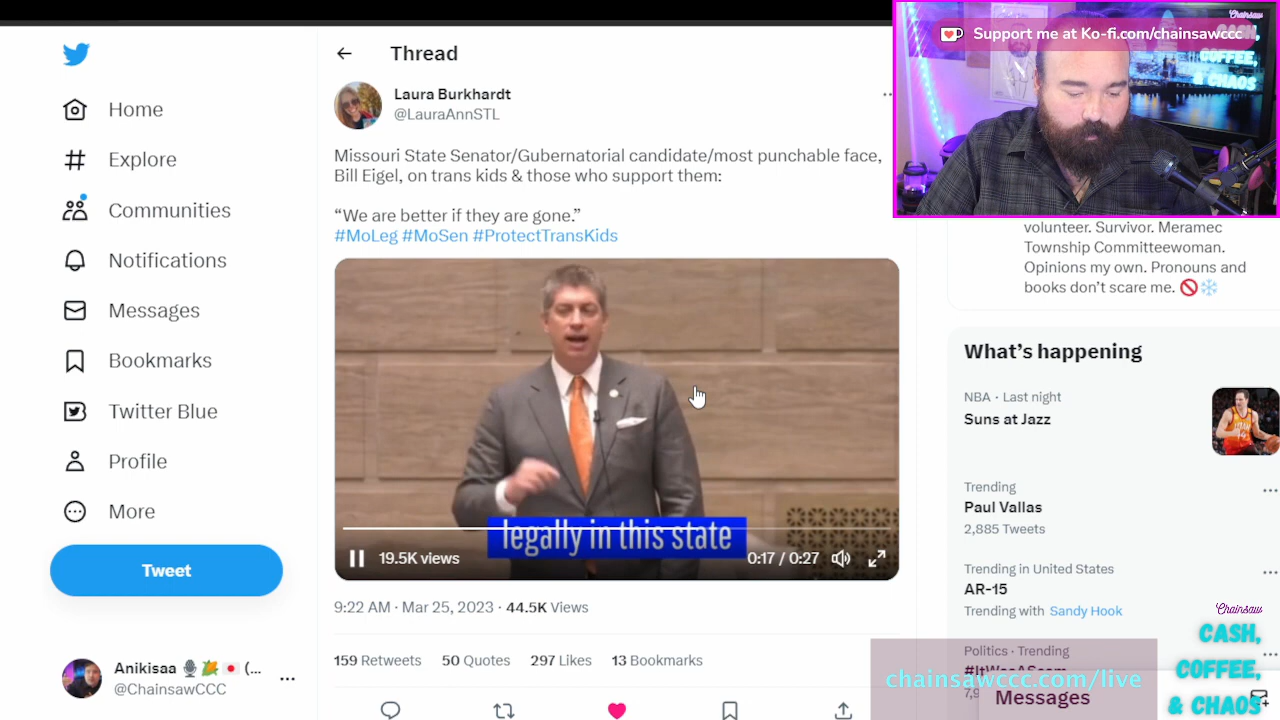 Home
Explore
Communities
Notifications
Messages
Bookmarks
Twitter Blue
Profile
More
Tweet
Anikisaa 🎙️🌽🇯🇵 (...
@ChainsawCCC
Thread
Laura Burkhardt
@LauraAnnSTL
Missouri State Senator/Gubernatorial candidate/most punchable face,
Bill Eigel, on trans kids & those who support them:
“We are better if they are gone.”
#MoLeg #MoSen #ProtectTransKids
legally in this state
19.5K views
0:17 / 0:27
9:22 AM · Mar 25, 2023 · 44.5K Views
159 Retweets 50 Quotes 297 Likes 13 Bookmarks
Support me at Ko-fi.com/chainsawccc
Chainsaw
COFFEE,
& CHAOS
volunteer. Survivor. Meramec
Township Committeewoman.
Opinions my own. Pronouns and
books don’t scare me. 🚫❄️
What’s happening
NBA · Last night
Suns at Jazz
Trending
Paul Vallas
2,885 Tweets
Trending in United States
AR-15
Trending with Sandy Hook
Politics · Trending
#ItWasAScam
chainsawccc.com/live
Messages
Chainsaw
CASH,
COFFEE,
& CHAOS